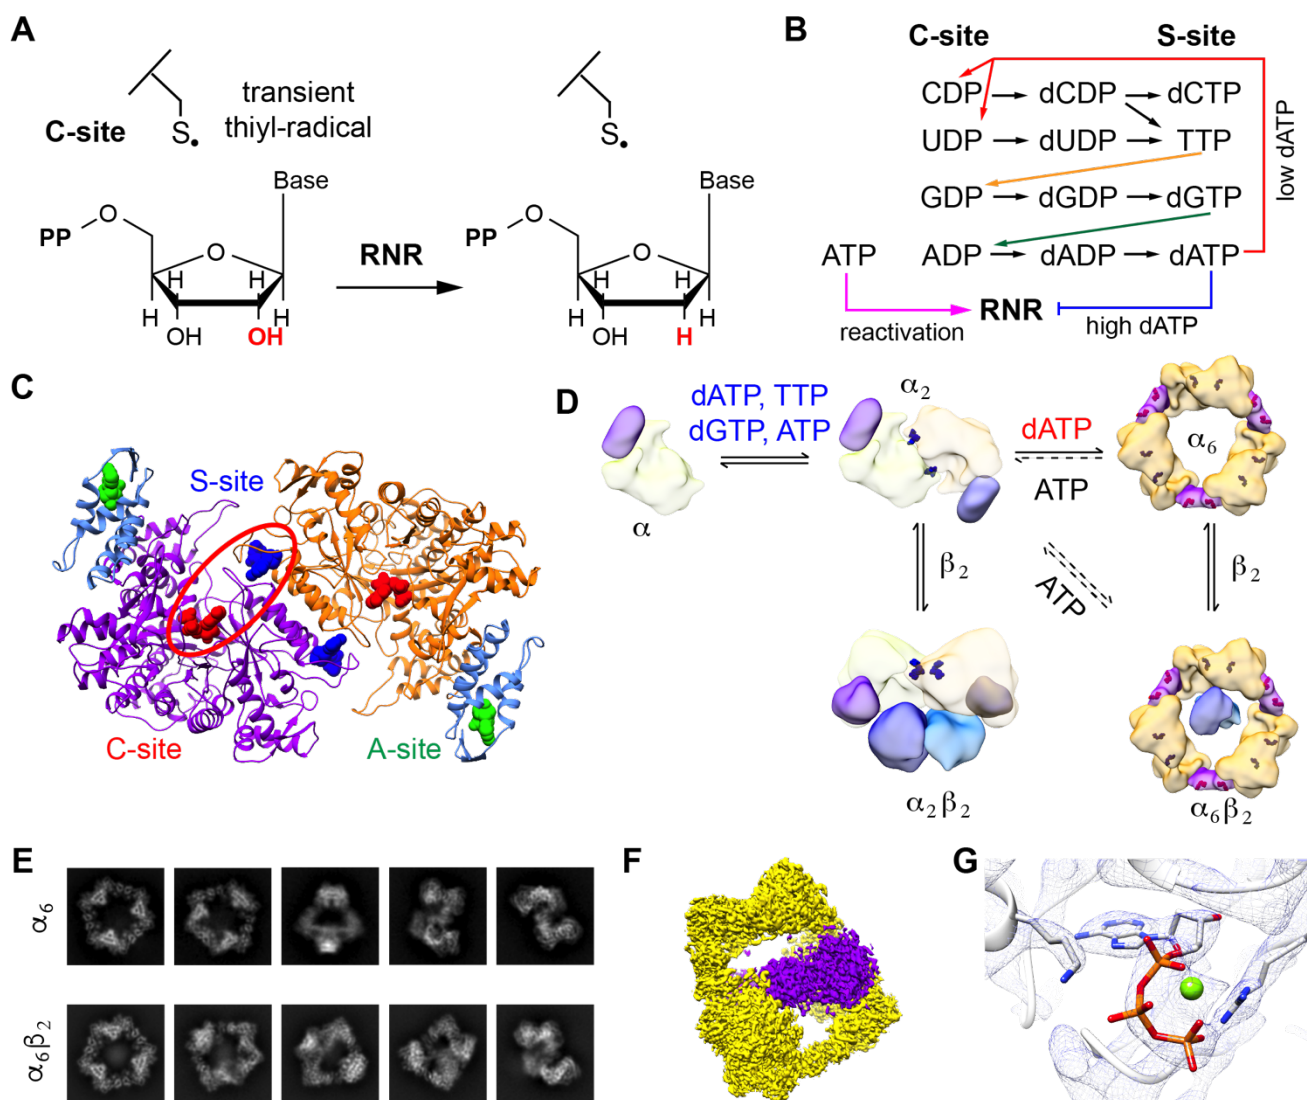 A
transient
thiyl-radical
C-site
S•
S•
Base
Base
O
O
PP
PP
O
O
RNR
H H
H H
H H
H H
OH OH
OH H
B
C-site S-site
CDP dCDP dCTP
UDP dUDP TTP
GDP dGDP dGTP
ATP ADP dADP dATP
low dATP
RNR
reactivation
high dATP
C
S-site
C-site
A-site
D
dATP, TTP
dGTP, ATP
α
α2
dATP
ATP
α6
β2
ATP
β2
α2β2
α6β2
E
α6
α6β2
F
G